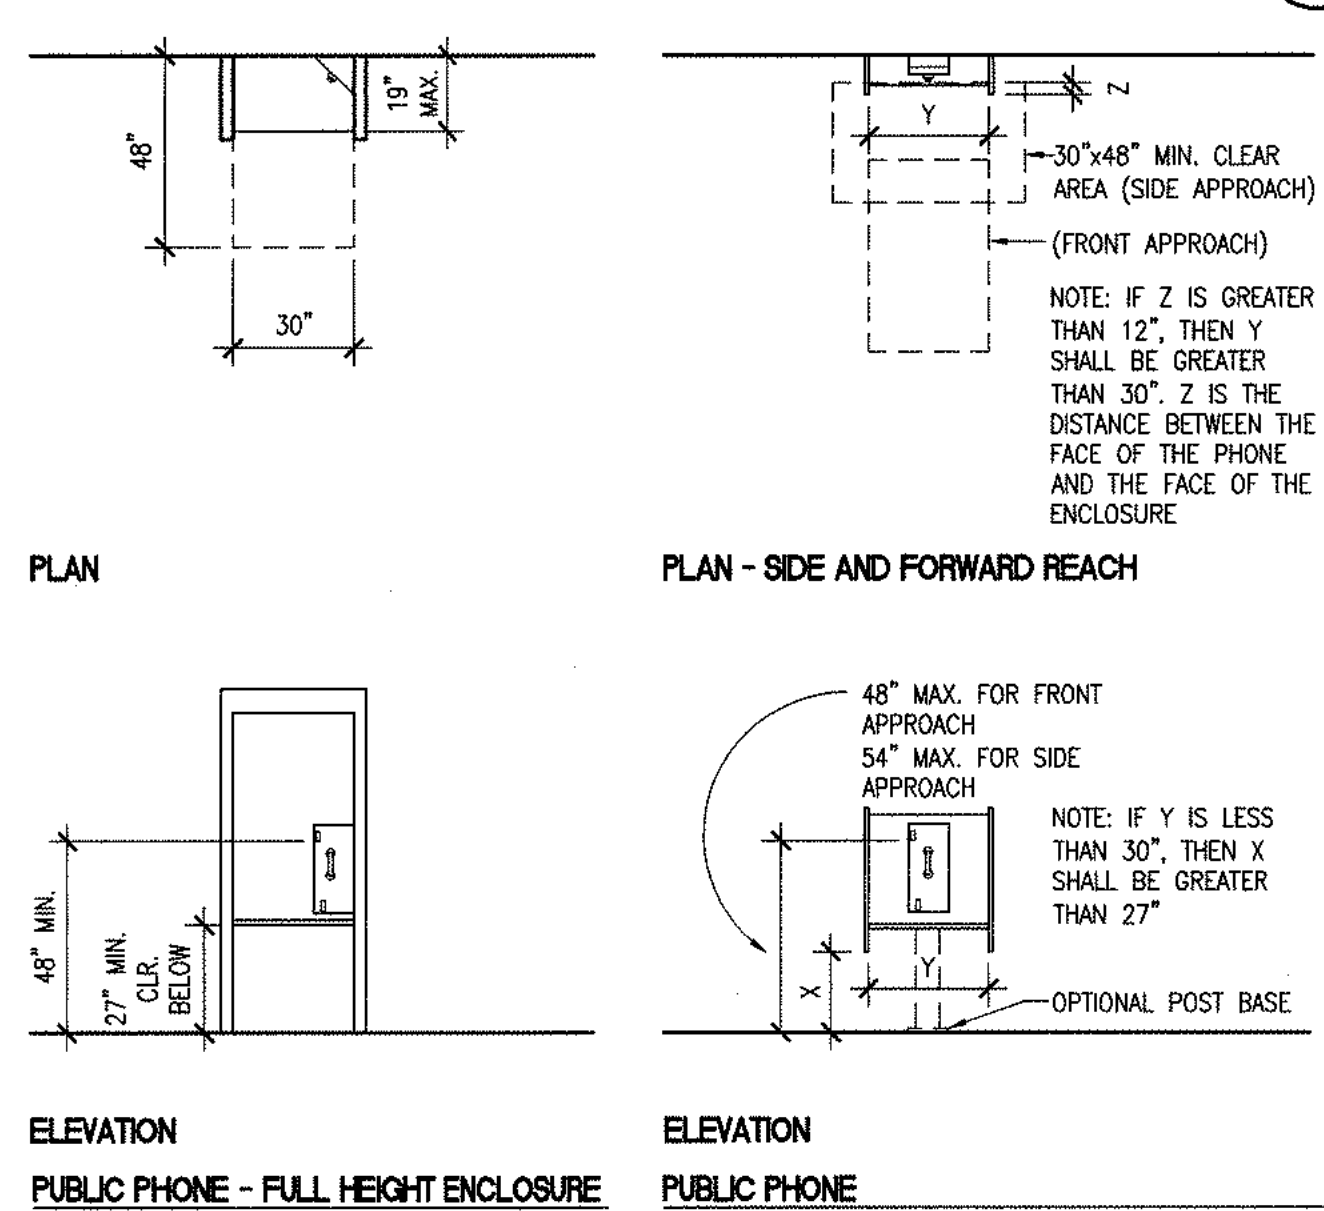 48"
19"
MAX.
30"
PLAN
Z
Y
30"x48" MIN. CLEAR
AREA (SIDE APPROACH)
(FRONT APPROACH)
NOTE: IF Z IS GREATER
THAN 12", THEN Y
SHALL BE GREATER
THAN 30". Z IS THE
DISTANCE BETWEEN THE
FACE OF THE PHONE
AND THE FACE OF THE
ENCLOSURE
PLAN - SIDE AND FORWARD REACH
48" MIN.
27" MIN.
CLR.
BELOW
ELEVATION
PUBLIC PHONE - FULL HEIGHT ENCLOSURE
48" MAX. FOR FRONT
APPROACH
54" MAX. FOR SIDE
APPROACH
NOTE: IF Y IS LESS
THAN 30", THEN X
SHALL BE GREATER
THAN 27"
X
Y
OPTIONAL POST BASE
ELEVATION
PUBLIC PHONE